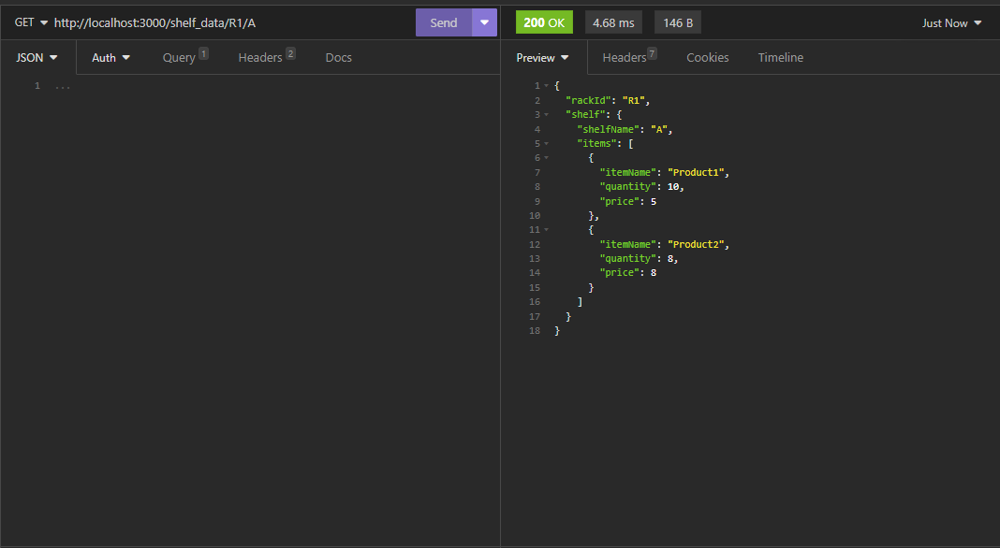 GET http://localhost:3000/shelf_data/R1/A Send 200 OK 4.68 ms 146 B Just Now
JSON Auth Query 1 Headers 2 Docs Preview Headers 7 Cookies Timeline
1 ...
1 {
2 "rackId": "R1",
3 "shelf": {
4 "shelfName": "A",
5 "items": [
6 {
7 "itemName": "Product1",
8 "quantity": 10,
9 "price": 5
10 },
11 {
12 "itemName": "Product2",
13 "quantity": 8,
14 "price": 8
15 }
16 ]
17 }
18 }